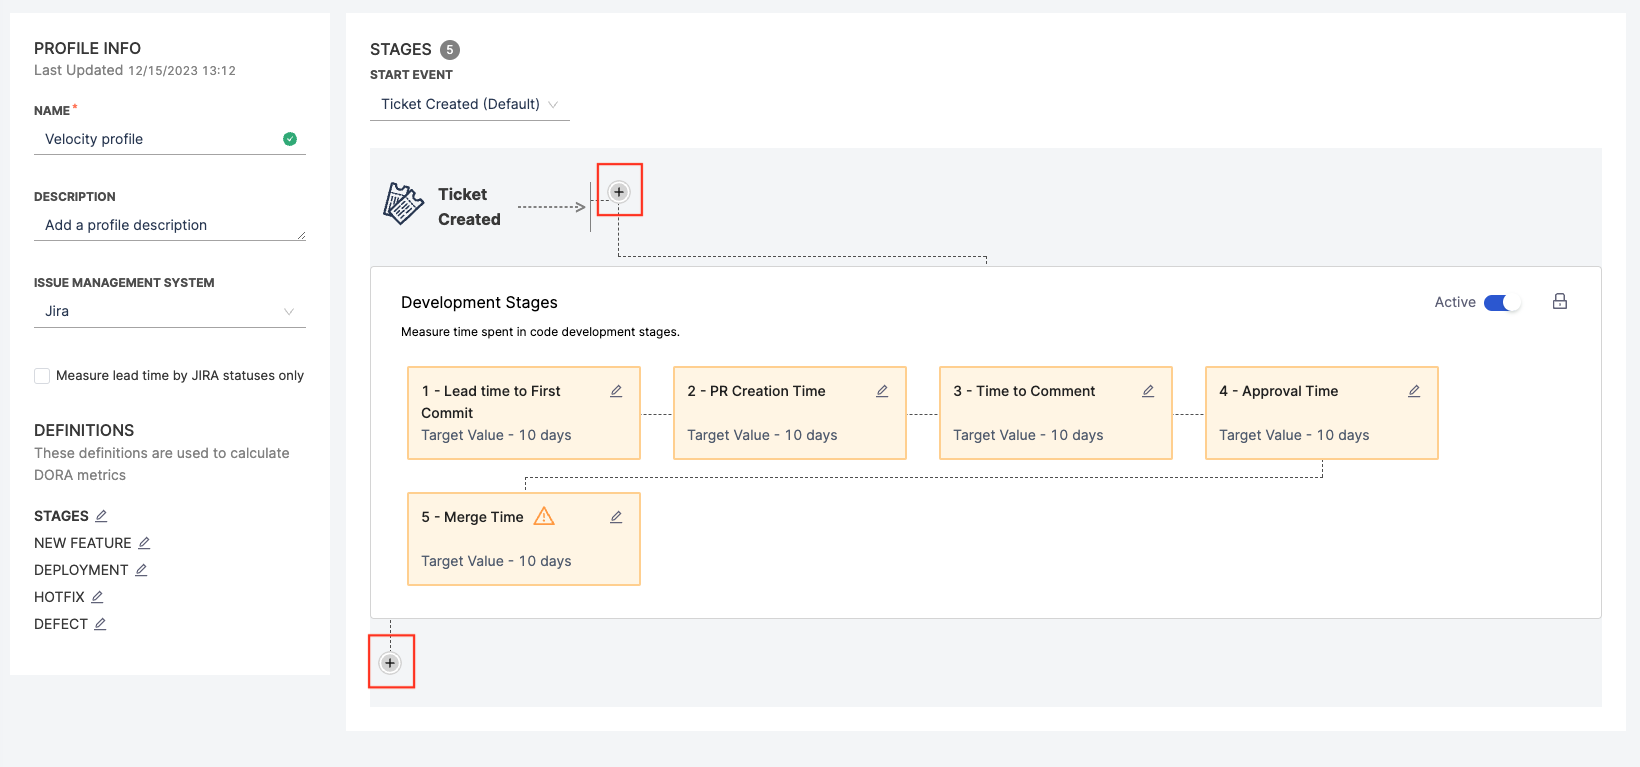 PROFILE INFO
Last Updated 12/15/2023 13:12
NAME*
Velocity profile
DESCRIPTION
Add a profile description
ISSUE MANAGEMENT SYSTEM
Jira
Measure lead time by JIRA statuses only
DEFINITIONS
These definitions are used to calculate
DORA metrics
STAGES
NEW FEATURE
DEPLOYMENT
HOTFIX
DEFECT
STAGES 5
START EVENT
Ticket Created (Default)
Ticket
Created
Development Stages
Active
Measure time spent in code development stages.
1 - Lead time to First
Commit
Target Value - 10 days
2 - PR Creation Time
Target Value - 10 days
3 - Time to Comment
Target Value - 10 days
4 - Approval Time
Target Value - 10 days
5 - Merge Time
Target Value - 10 days